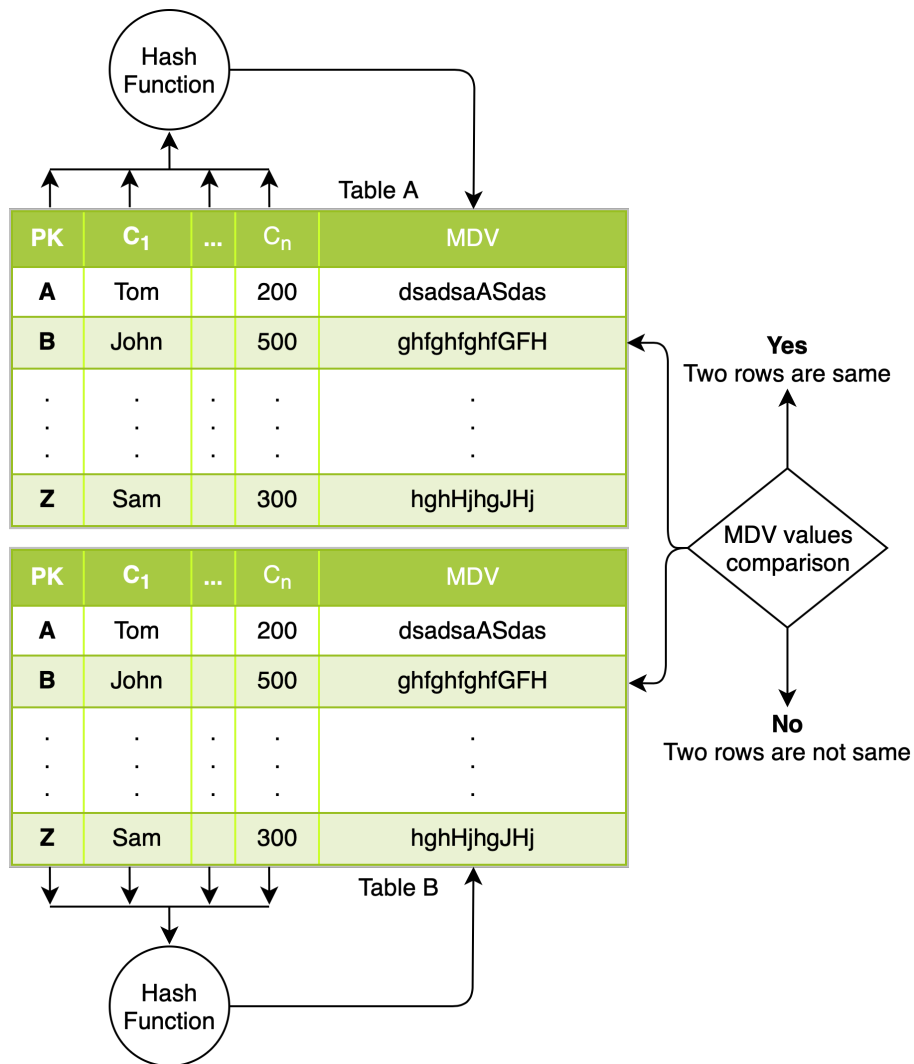 Hash
Function
Table A
PK C1 ... Cn MDV
A Tom 200 dsadsaASdas
B John 500 ghfghfghfGFH
. . . . .
. . . . .
. . . . .
Z Sam 300 hghHjhgJHj
Yes
Two rows are same
MDV values
comparison
No
Two rows are not same
PK C1 ... Cn MDV
A Tom 200 dsadsaASdas
B John 500 ghfghfghfGFH
. . . . .
. . . . .
. . . . .
Z Sam 300 hghHjhgJHj
Table B
Hash
Function